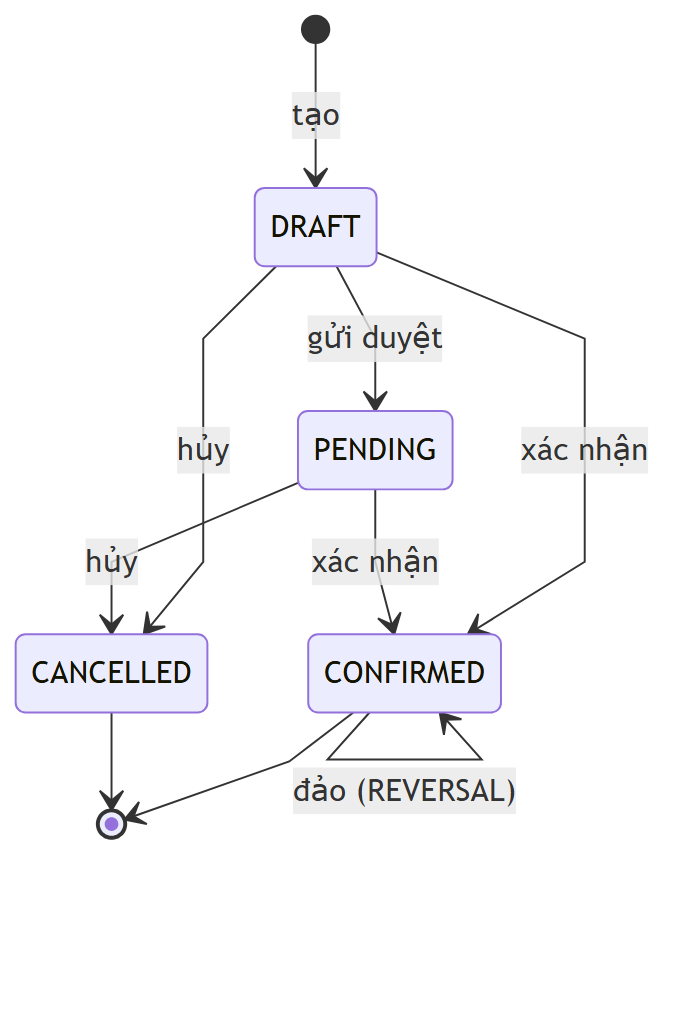 tạo
DRAFT
gửi duyệt
hủy
PENDING
xác nhận
hủy
xác nhận
CANCELLED
CONFIRMED
đảo (REVERSAL)